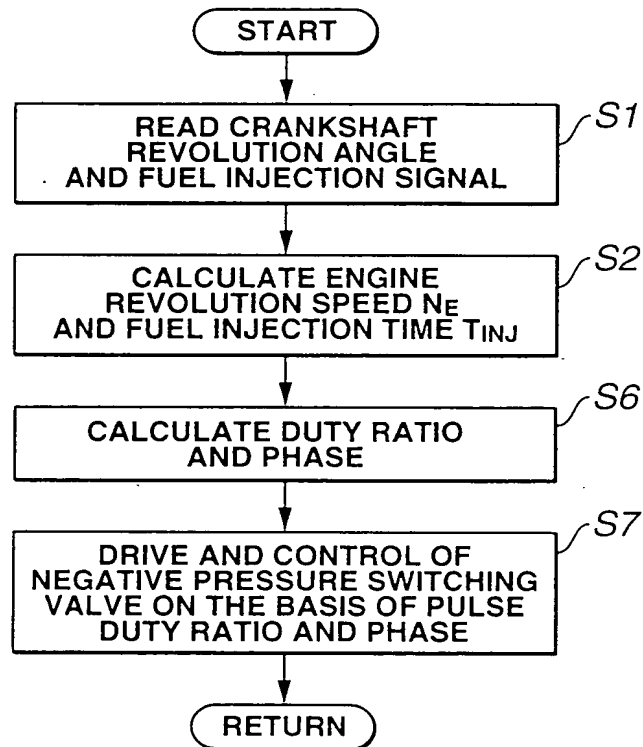 START
READ CRANKSHAFT
REVOLUTION ANGLE
AND FUEL INJECTION SIGNAL
S1
CALCULATE ENGINE
REVOLUTION SPEED NE
AND FUEL INJECTION TIME TINJ
S2
CALCULATE DUTY RATIO
AND PHASE
S6
DRIVE AND CONTROL OF
NEGATIVE PRESSURE SWITCHING
VALVE ON THE BASIS OF PULSE
DUTY RATIO AND PHASE
S7
RETURN